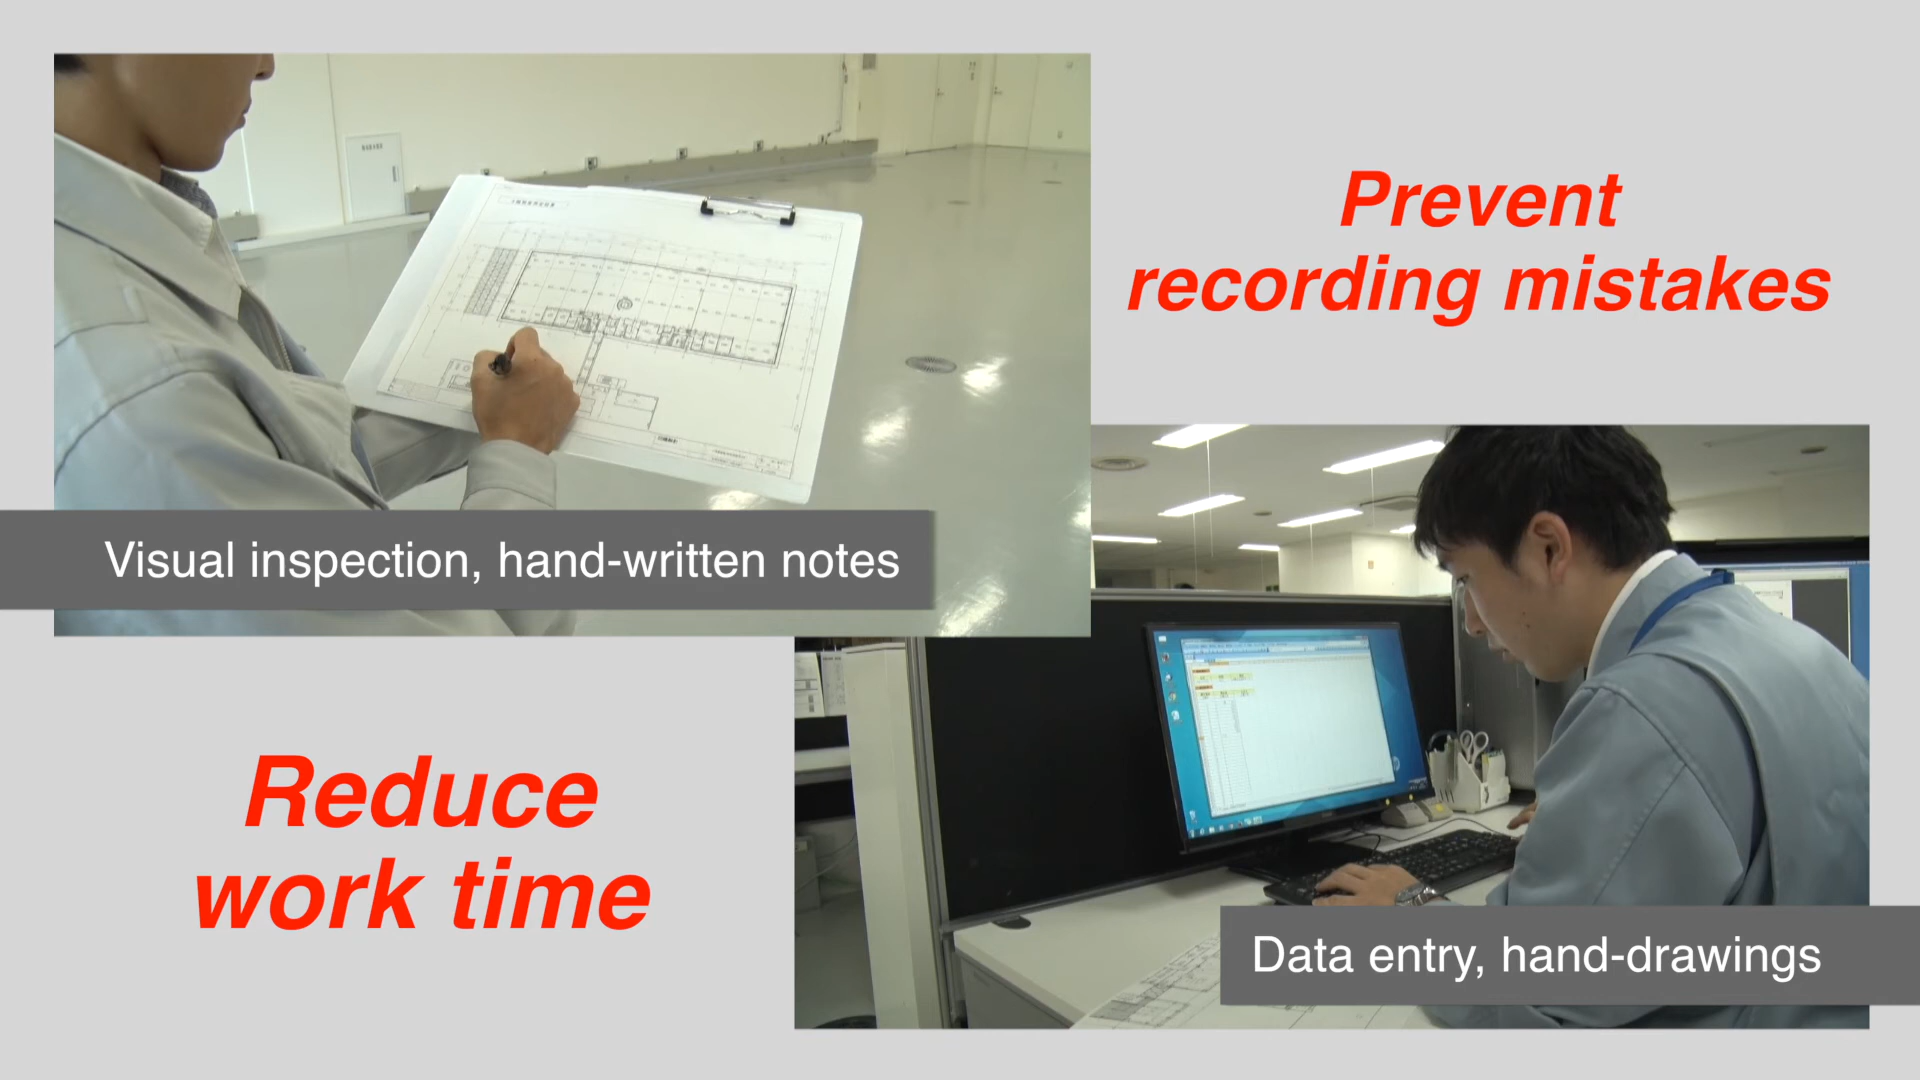 Prevent
recording mistakes
Visual inspection, hand-written notes
Reduce
work time
Data entry, hand-drawings